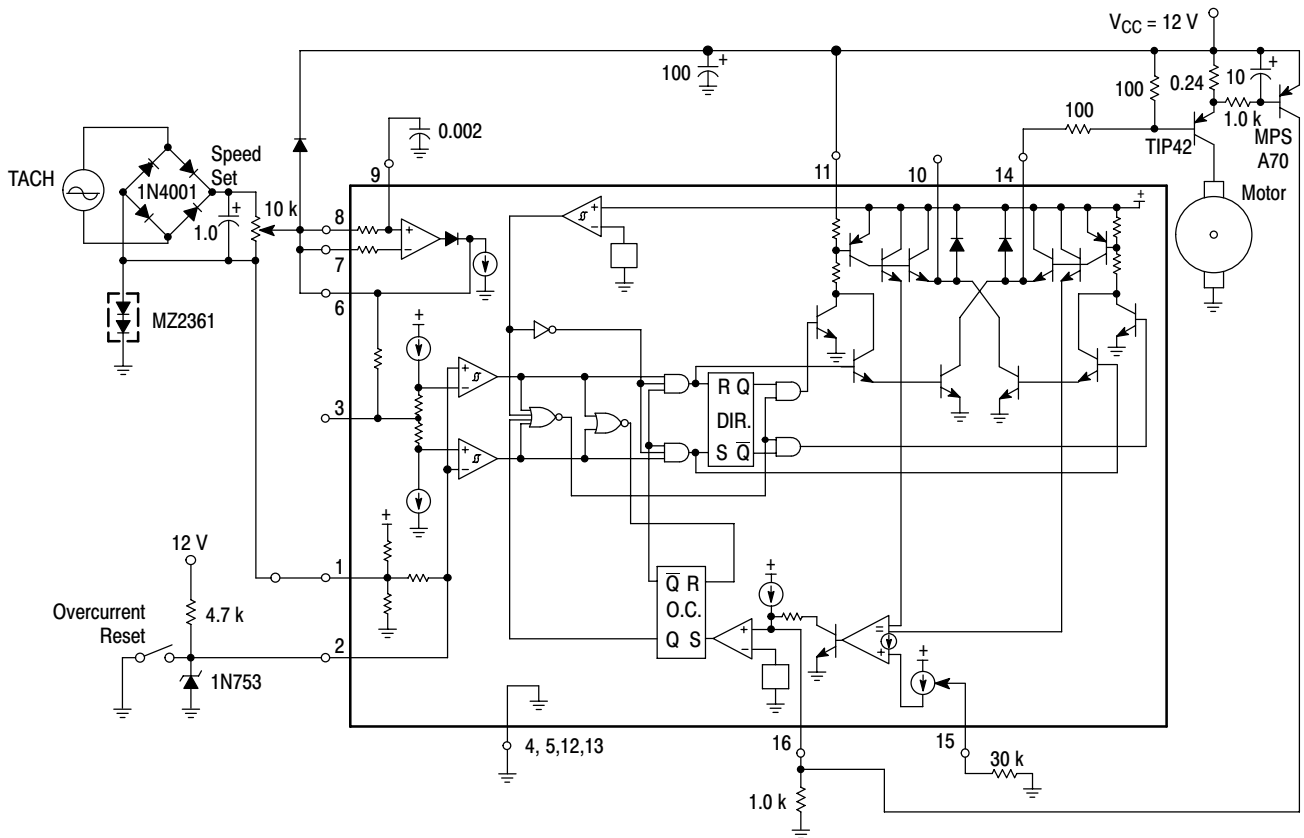 VCC = 12 V
100
+
100
0.24
10
+
1.0 k
100
TIP42
MPS
A70
Motor
0.002
TACH
Speed
Set
1N4001
+
1.0
10 k
MZ2361
9
11
10
14
8
7
6
3
1
2
+
−
+
−
+
+
+
−
+
−
+
R Q
DIR.
S Q̅
+
12 V
4.7 k
Overcurrent
Reset
1N753
Q̅ R
O.C.
Q S
+
+
−
=
+
+
4, 5,12,13
16
15
30 k
1.0 k